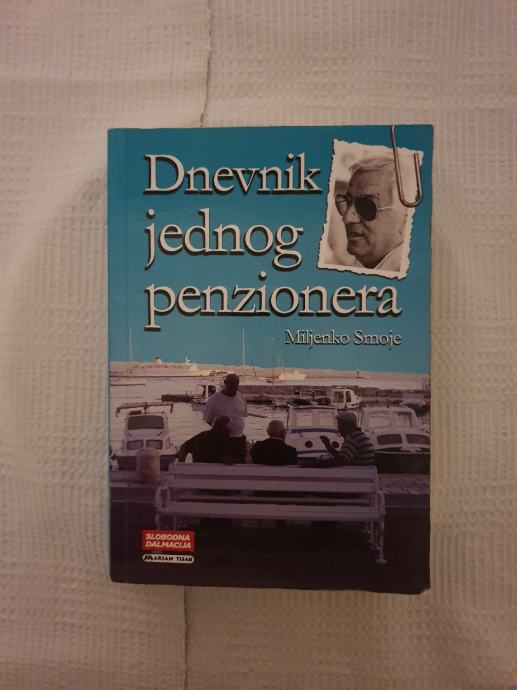 Dnevnik
jednog
penzionera
Miljenko Smoje
SLOBODNA
DALMACIJA
MARJAN TISAK